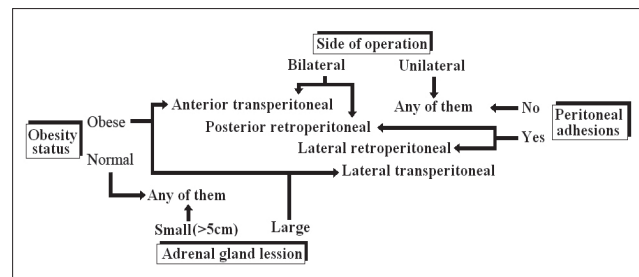 Side of operation
Bilateral
Unilateral
Anterior transperitoneal
Any of them
No
Peritoneal
adhesions
Obese
Posterior retroperitoneal
Obesity
status
Yes
Lateral retroperitoneal
Normal
Lateral transperitoneal
Any of them
Small(>5cm)
Large
Adrenal gland lession